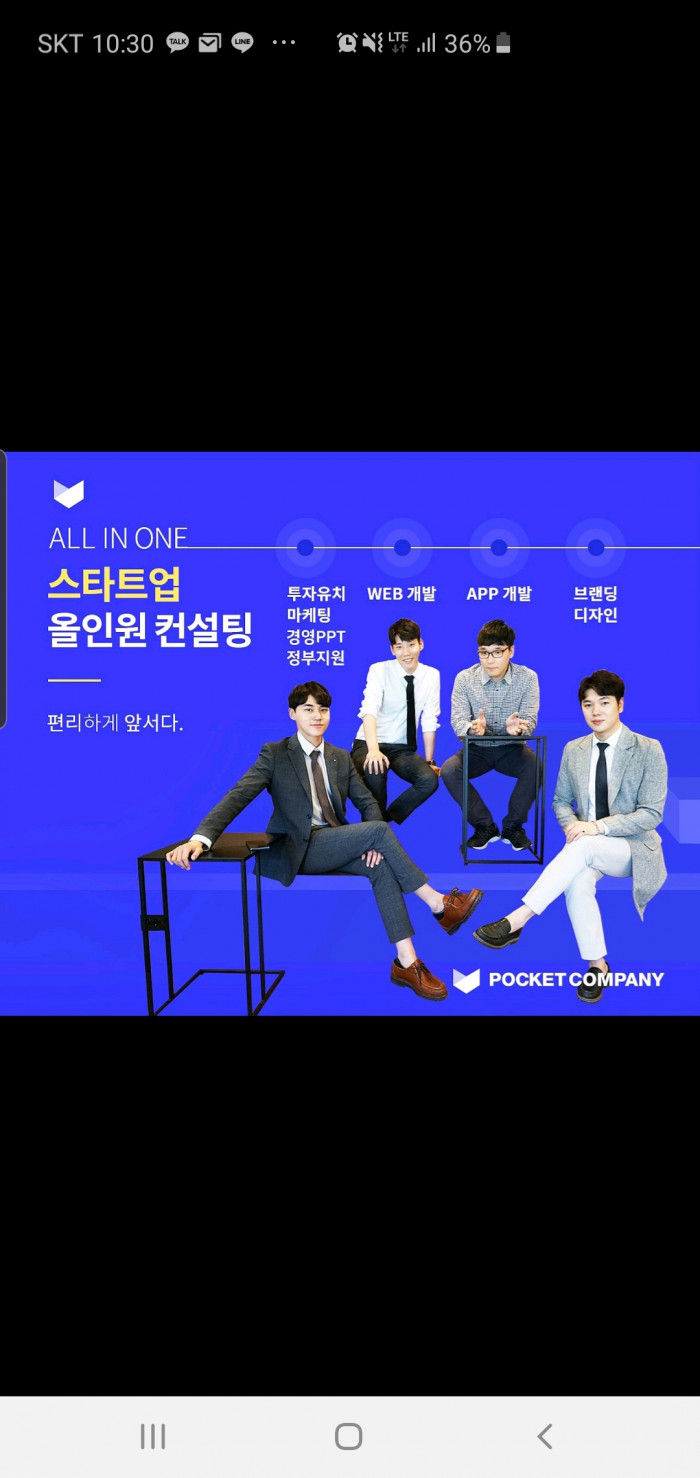 SKT 10:30 TALK LINE ··· LTE 36%
ALL IN ONE
스타트업
올인원 컨설팅
편리하게 앞서다.
투자유치
마케팅
경영PPT
정부지원
WEB 개발
APP 개발
브랜딩
디자인
POCKET COMPANY